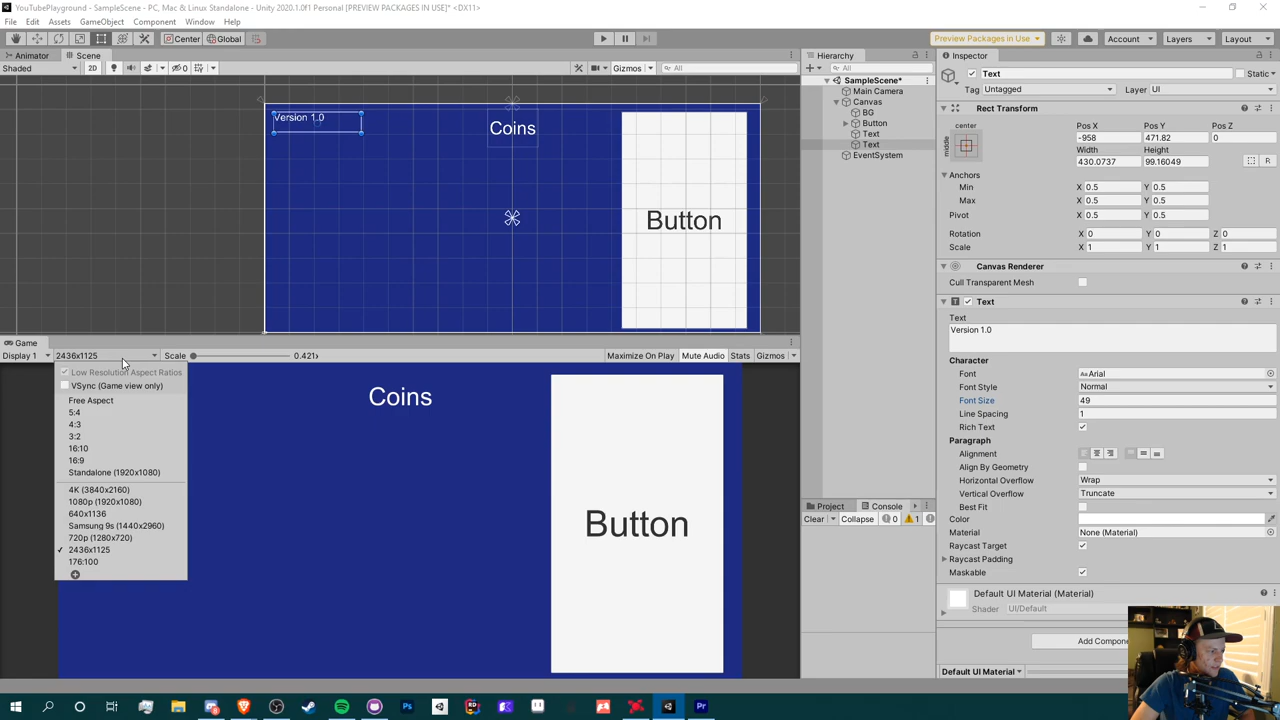 YouTubePlayground - SampleScene - PC, Mac & Linux Standalone - Unity 2020.1.0f1 Personal [PREVIEW PACKAGES IN USE]* <DX11>
File Edit Assets GameObject Component Window Help
Center Global
Preview Packages in Use Account Layers Layout
Animator Scene
Shaded 2D 0 Gizmos All
Version 1.0
Coins
Button
Game
Display 1 2436x1125 Scale 0.421x Maximize On Play Mute Audio Stats Gizmos
Low Resolution Aspect Ratios
VSync (Game view only)
Free Aspect
5:4
4:3
3:2
16:10
16:9
Standalone (1920x1080)
4K (3840x2160)
1080p (1920x1080)
640x1136
Samsung 9s (1440x2960)
720p (1280x720)
2436x1125
176:100
Coins
Button
Hierarchy
All
SampleScene*
Main Camera
Canvas
BG
Button
Text
Text
EventSystem
Project Console
Clear Collapse 0 1
Inspector
Text Static
Tag Untagged Layer UI
Rect Transform
center Pos X Pos Y Pos Z
middle -958 471.82 0
Width Height
430.0737 99.16049 R
Anchors
Min X 0.5 Y 0.5
Max X 0.5 Y 0.5
Pivot X 0.5 Y 0.5
Rotation X 0 Y 0 Z 0
Scale X 1 Y 1 Z 1
Canvas Renderer
Cull Transparent Mesh
Text
Text
Version 1.0
Character
Font Arial
Font Style Normal
Font Size 49
Line Spacing 1
Rich Text
Paragraph
Alignment
Align By Geometry
Horizontal Overflow Wrap
Vertical Overflow Truncate
Best Fit
Color
Material None (Material)
Raycast Target
Raycast Padding
Maskable
Default UI Material (Material)
Shader UI/Default
Add Compone
Default UI Material